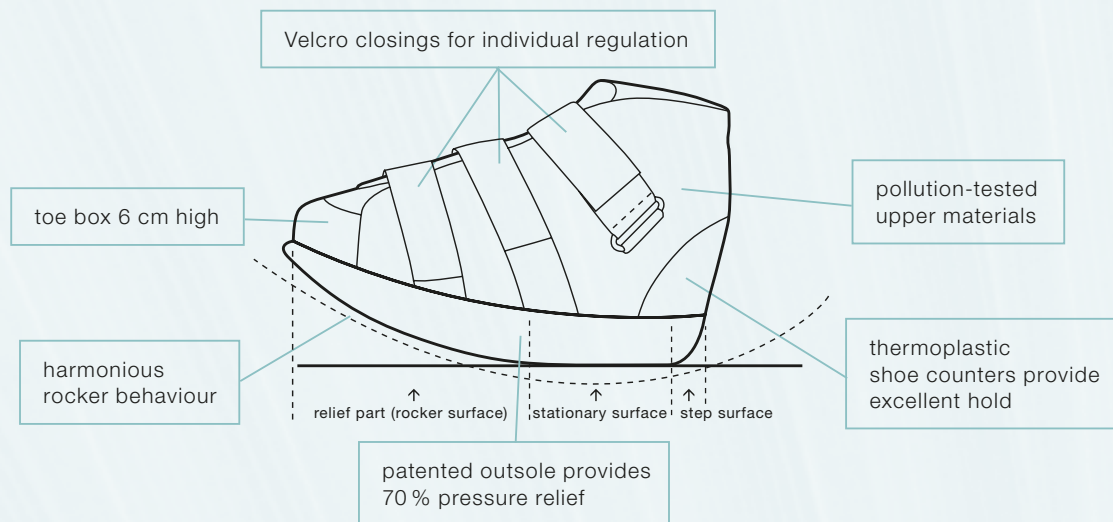 Velcro closings for individual regulation
toe box 6 cm high
pollution-tested
upper materials
harmonious
rocker behaviour
thermoplastic
shoe counters provide
excellent hold
relief part (rocker surface)
stationary surface
step surface
patented outsole provides
70 % pressure relief